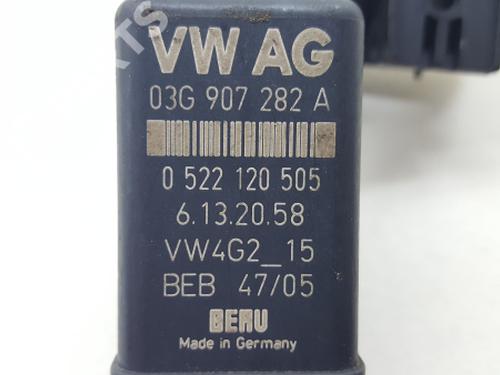 VW AG
03G 907 282 A
0 522 120 505
6.13.20.58
VW4G2_15
BEB 47/05
BERU
Made in Germany
PARTS